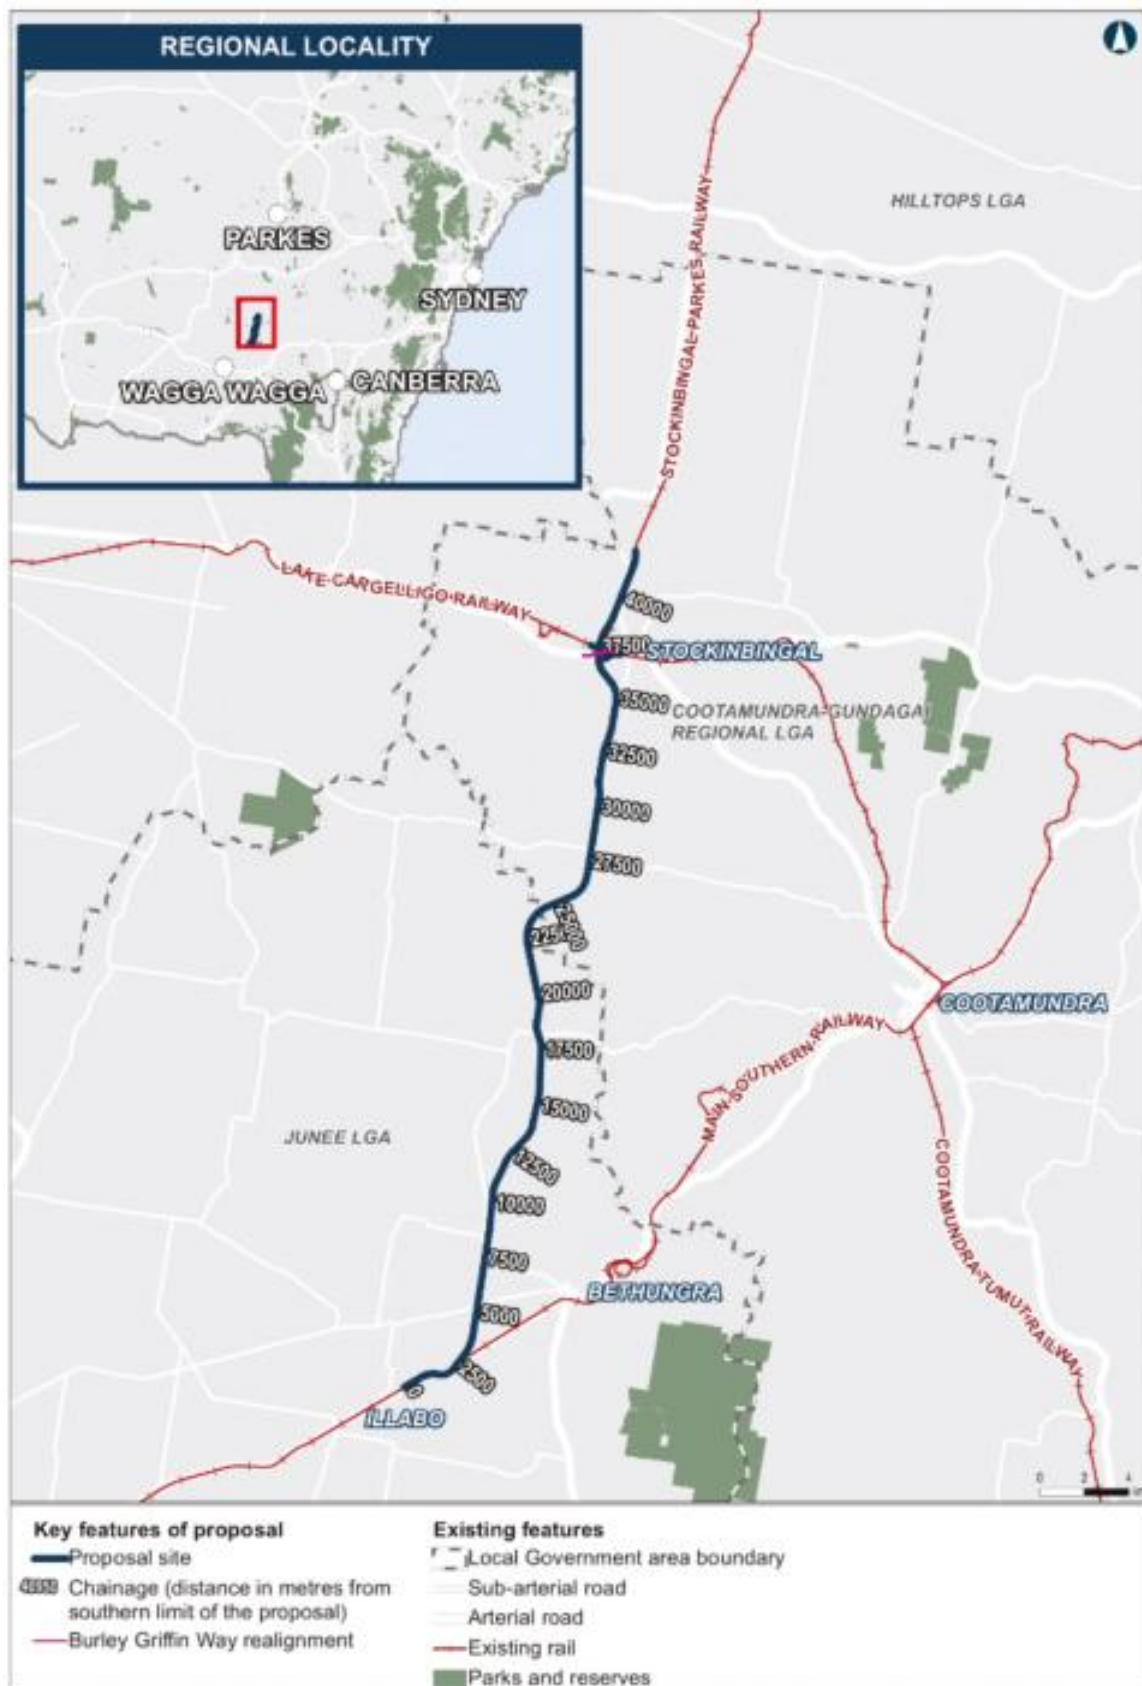 REGIONAL LOCALITY
PARKES
SYDNEY
WAGGA WAGGA
CANBERRA
HILLTOPS LGA
STOCKINBINGAL-PARKES RAILWAY
LAKE CARGELLIGO RAILWAY
40000
37500
STOCKINBINGAL
35000
COOTAMUNDRA-GUNDAGAI
REGIONAL LGA
32500
30000
27500
25000
20000
COOTAMUNDRA
MAIN SOUTHERN RAILWAY
17500
15000
JUNEE LGA
12500
10000
COOTAMUNDRA-TUMUT RAILWAY
7500
BETHUNGRA
5000
2500
0
ILLABO
0 2 4
Key features of proposal
Proposal site
Chainage (distance in metres from
southern limit of the proposal)
Burley Griffin Way realignment
Existing features
Local Government area boundary
Sub-arterial road
Arterial road
Existing rail
Parks and reserves